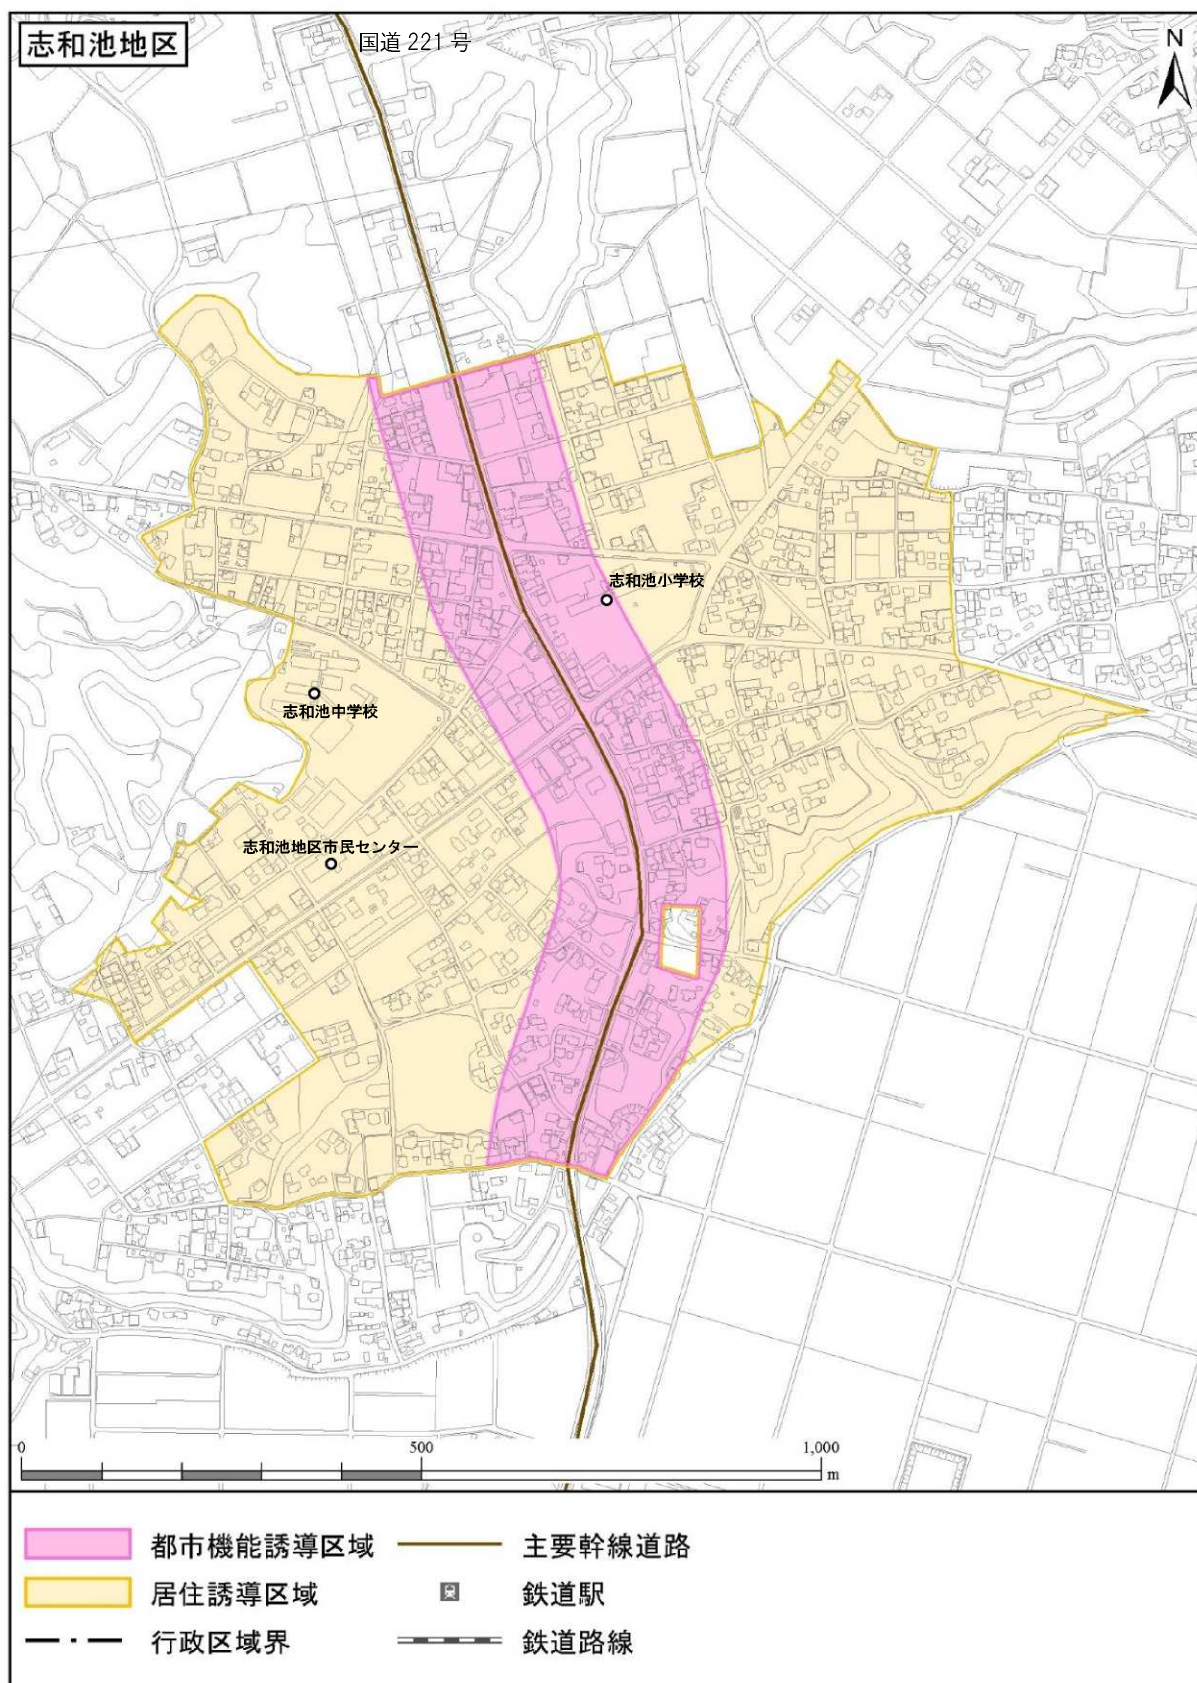 志和池地区
国道 221 号
N
志和池小学校
志和池中学校
志和池地区市民センター
0 500 1,000
m
都市機能誘導区域 主要幹線道路
居住誘導区域 鉄道駅
行政区域界 鉄道路線